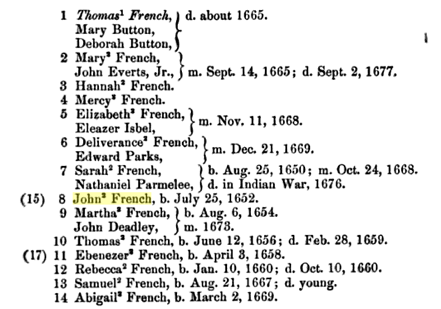 1 Thomas¹ French, } d. about 1665.
Mary Button,
Deborah Button,
2 Mary² French,
John Everts, Jr., } m. Sept. 14, 1665; d. Sept. 2, 1677.
3 Hannah² French.
4 Mercy² French.
5 Elizabeth² French, } m. Nov. 11, 1668.
Eleazer Isbel,
6 Deliverance² French, } m. Dec. 21, 1669.
Edward Parks,
7 Sarah² French, } b. Aug. 25, 1650; m. Oct. 24, 1668.
Nathaniel Parmelee, } d. in Indian War, 1676.
(15) 8 John² French, b. July 25, 1652.
9 Martha² French, } b. Aug. 6, 1654.
John Deadley, } m. 1673.
10 Thomas² French, b. June 12, 1656; d. Feb. 28, 1659.
(17) 11 Ebenezer² French, b. April 3, 1658.
12 Rebecca² French, b. Jan. 10, 1660; d. Oct. 10, 1660.
13 Samuel² French, b. Aug. 21, 1667; d. young.
14 Abigail² French, b. March 2, 1669.